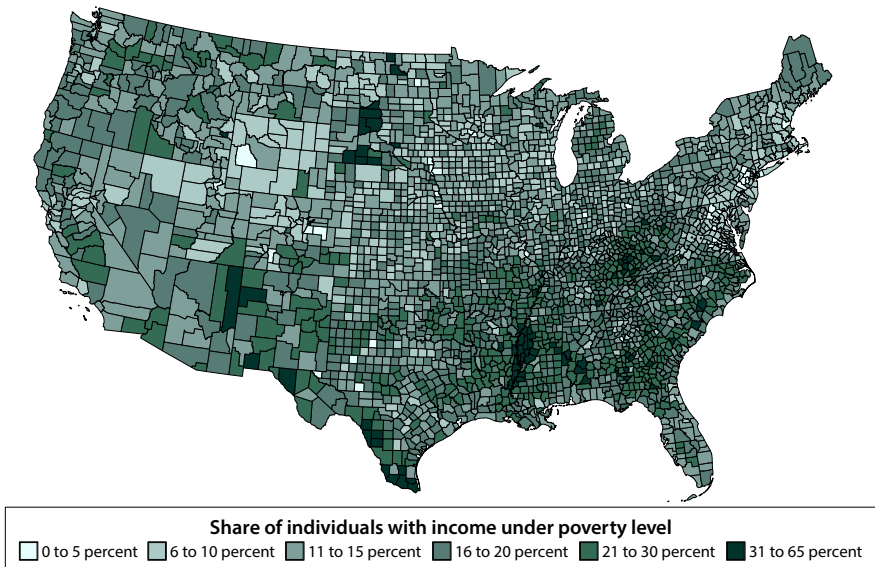 Share of individuals with income under poverty level
0 to 5 percent 6 to 10 percent 11 to 15 percent 16 to 20 percent 21 to 30 percent 31 to 65 percent